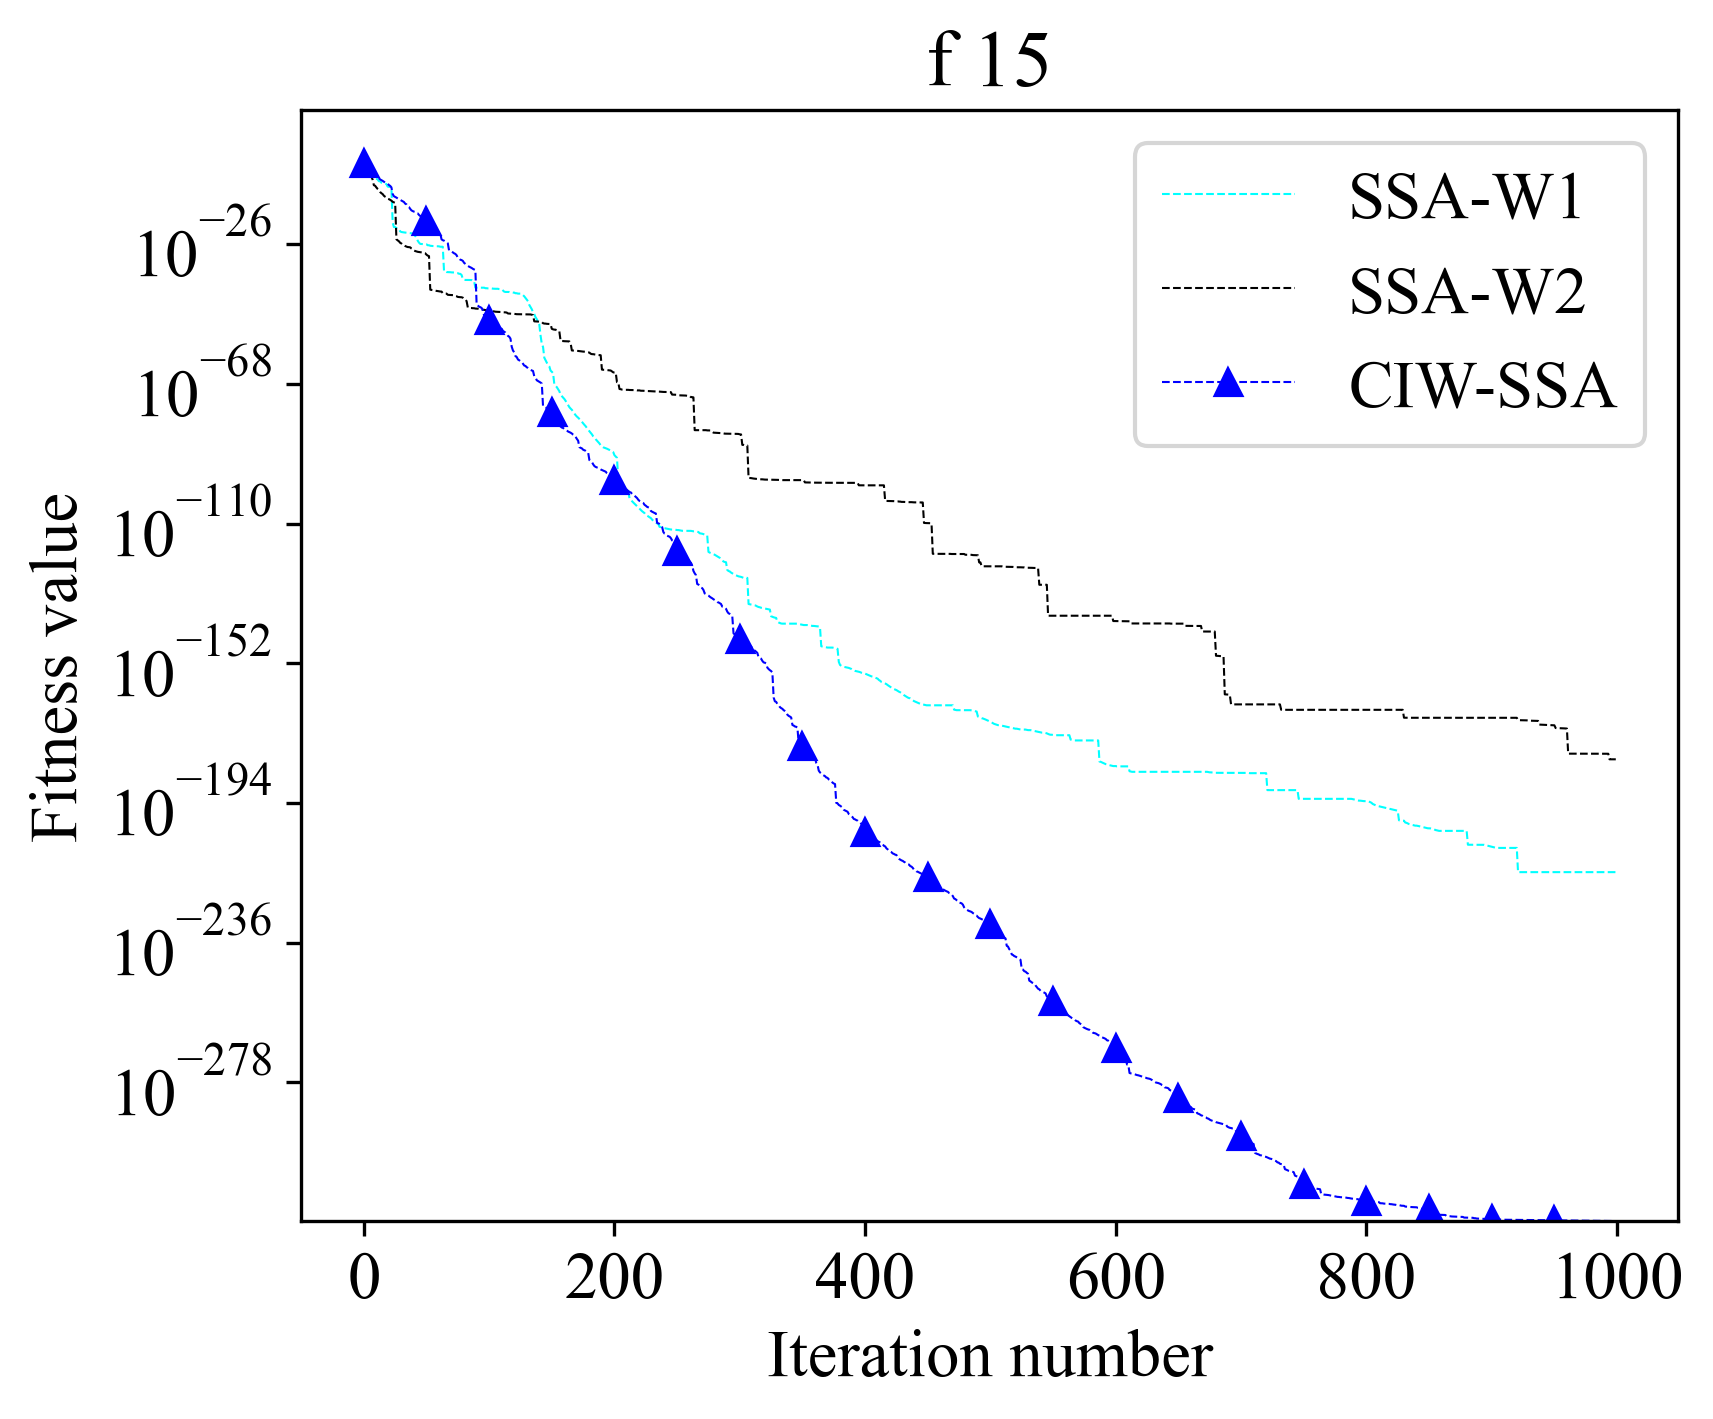 f 15
SSA-W1
SSA-W2
CIW-SSA
Fitness value
10⁻²⁶
10⁻⁶⁸
10⁻¹¹⁰
10⁻¹⁵²
10⁻¹⁹⁴
10⁻²³⁶
10⁻²⁷⁸
0 200 400 600 800 1000
Iteration number